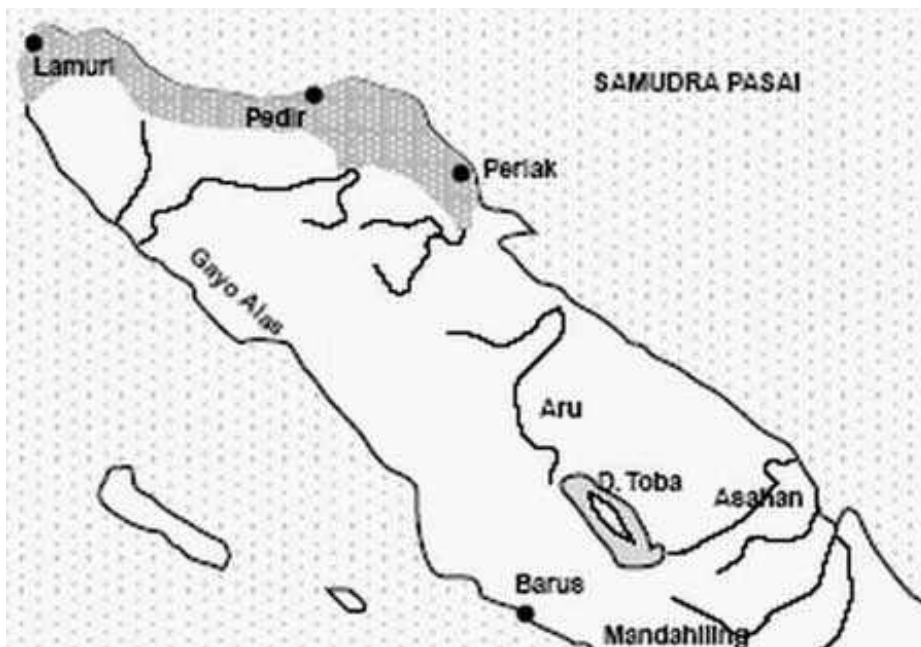 Lamuri
SAMUDRA PASAI
Pedir
Perlak
Gayo Alas
Aru
D. Toba
Asahan
Barus
Mandahiling